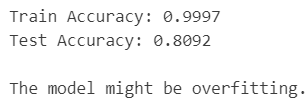 Train Accuracy: 0.9997
Test Accuracy: 0.8092
The model might be overfitting.